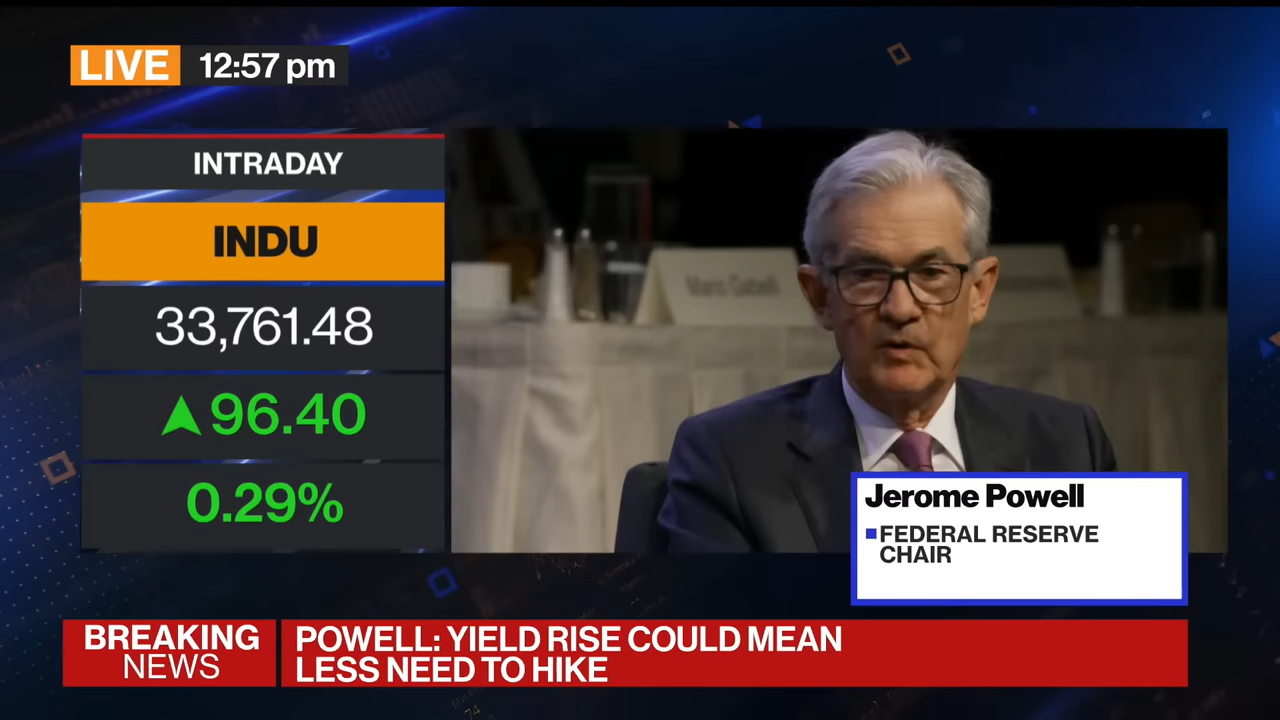 LIVE 12:57 pm
INTRADAY
INDU
33,761.48
▲96.40
0.29%
Jerome Powell
FEDERAL RESERVE
CHAIR
BREAKING
NEWS
POWELL: YIELD RISE COULD MEAN
LESS NEED TO HIKE